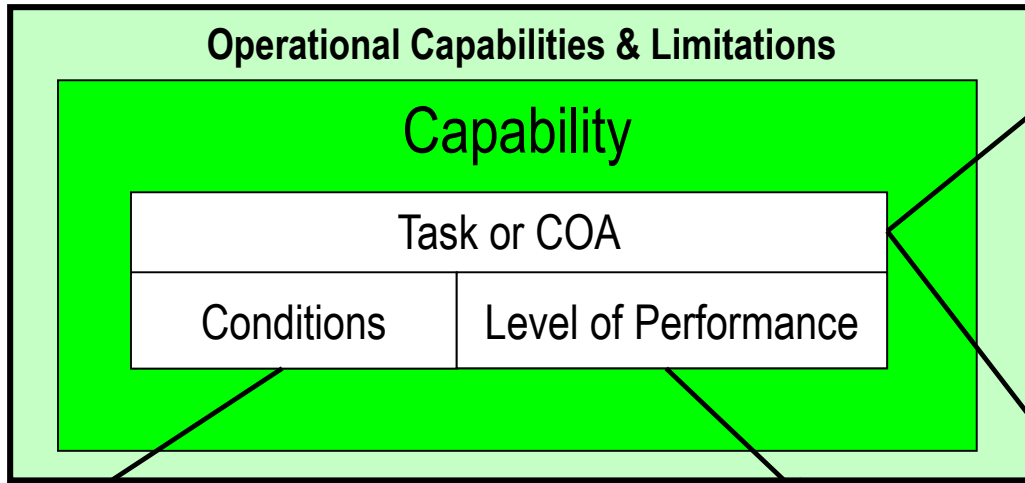 Operational Capabilities & Limitations
Capability
Task or COA
Conditions
Level of Performance